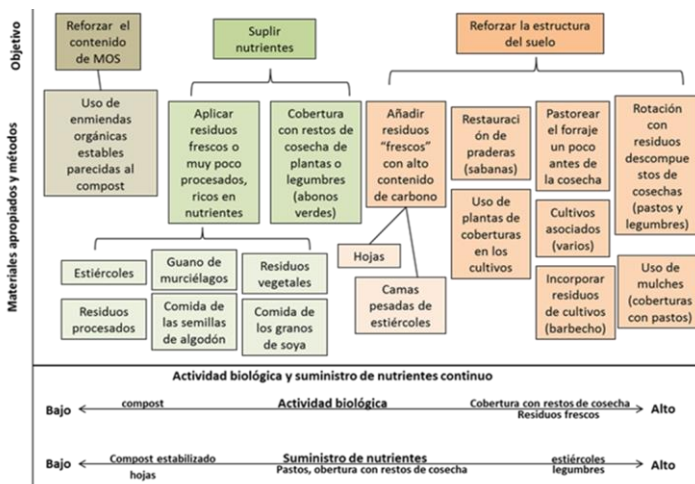 Objetivo
Reforzar el
contenido
de MOS
Suplir
nutrientes
Reforzar la estructura
del suelo
Materiales apropiados y métodos
Uso de
enmiendas
orgánicas
estables
parecidas al
compost
Aplicar
residuos
frescos o
muy poco
procesados,
ricos en
nutrientes
Cobertura
con restos de
cosecha de
plantas o
legumbres
(abonos
verdes)
Añadir
residuos
“frescos”
con alto
contenido
de carbono
Restauraci
ón de
praderas
(sabanas)
Pastorear el
forraje un
poco antes
de la
cosecha
Rotación
con
residuos
descompue
stos de
cosechas
(pastos y
legumbres)
Uso de
plantas de
coberturas
en los
cultivos
Cultivos
asociados
(varios)
Estiércoles
Guano de
murciélagos
Residuos
vegetales
Hojas
Residuos
procesados
Comida de
las semillas
de algodón
Comida de
los granos
de soya
Camas
pesadas de
estiércoles
Incorporar
residuos
de cultivos
(barbecho)
Uso de
mulches
(coberturas
con pastos)
Actividad biológica y suministro de nutrientes continuo
Bajo
compost
Actividad biológica
Cobertura con restos de cosecha
Residuos frescos
Alto
Bajo
Compost estabilizado
hojas
Suministro de nutrientes
Pastos, obertura con restos de cosecha
estiércoles
legumbres
Alto